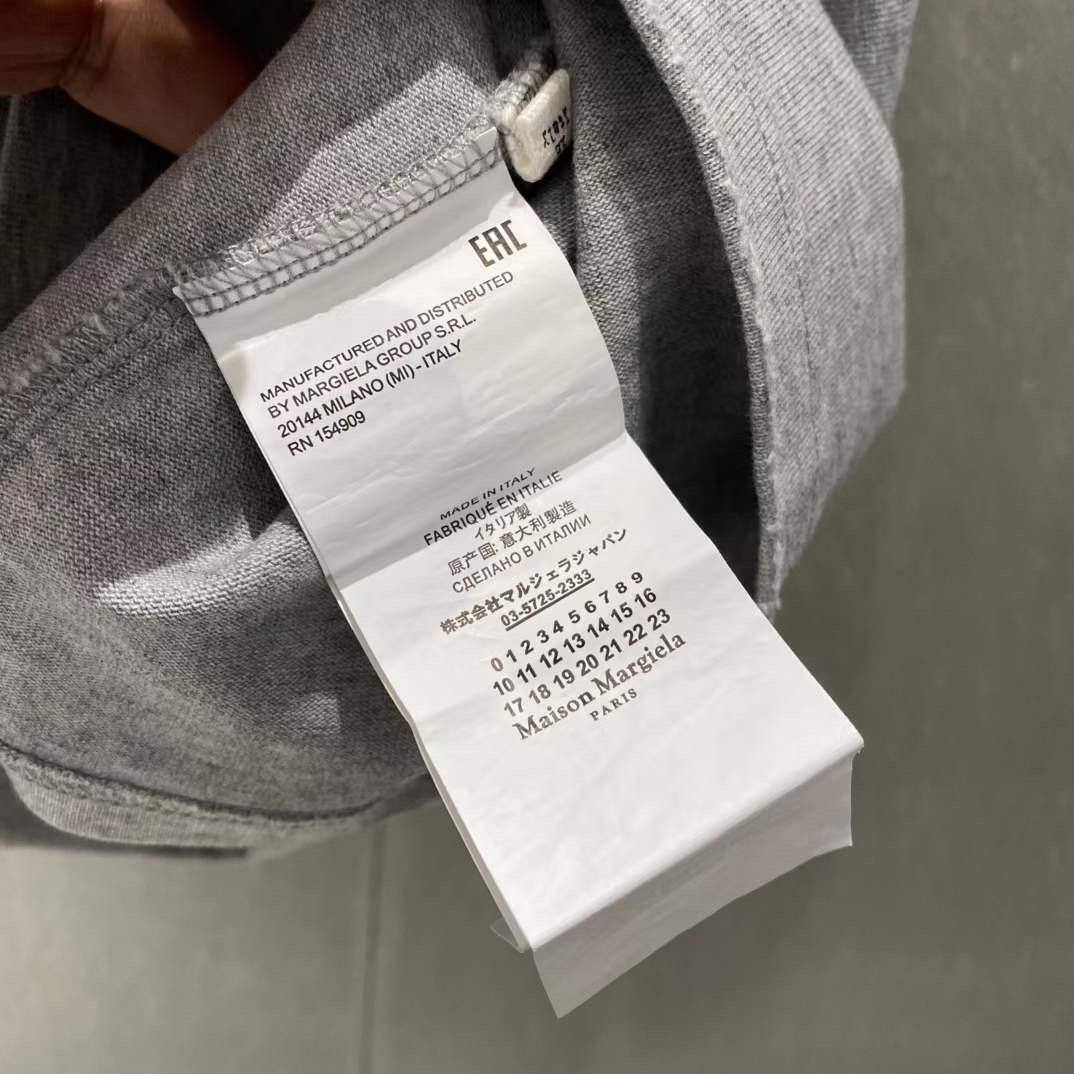 EAC
MANUFACTURED AND DISTRIBUTED
BY MARGIELA GROUP S.R.L.
20144 MILANO (MI) - ITALY
RN 154909
MADE IN ITALY
FABRIQUÉ EN ITALIE
イタリア製
原产国: 意大利製造
СДЕЛАНО В ИТАЛИИ
株式会社マルジェラジャパン
03-5725-2333
0 1 2 3 4 5 6 7 8 9
10 11 12 13 14 15 16
17 18 19 20 21 22 23
Maison Margiela
PARIS